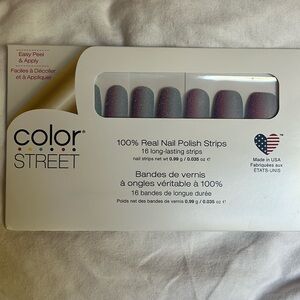 Easy Peel
& Apply
Faciles à Décoller
et à Appliquer
color®
STREET
100% Real Nail Polish Strips
16 long-lasting strips
nail strips net wt 0.99 g / 0.035 oz ℮
Bandes de vernis
à ongles véritable à 100%
16 bandes de longue durée
Poids net des bandes de vernis 0.99 g / 0.035 oz ℮
™
Made in USA
Fabriquées aux
ÉTATS-UNIS